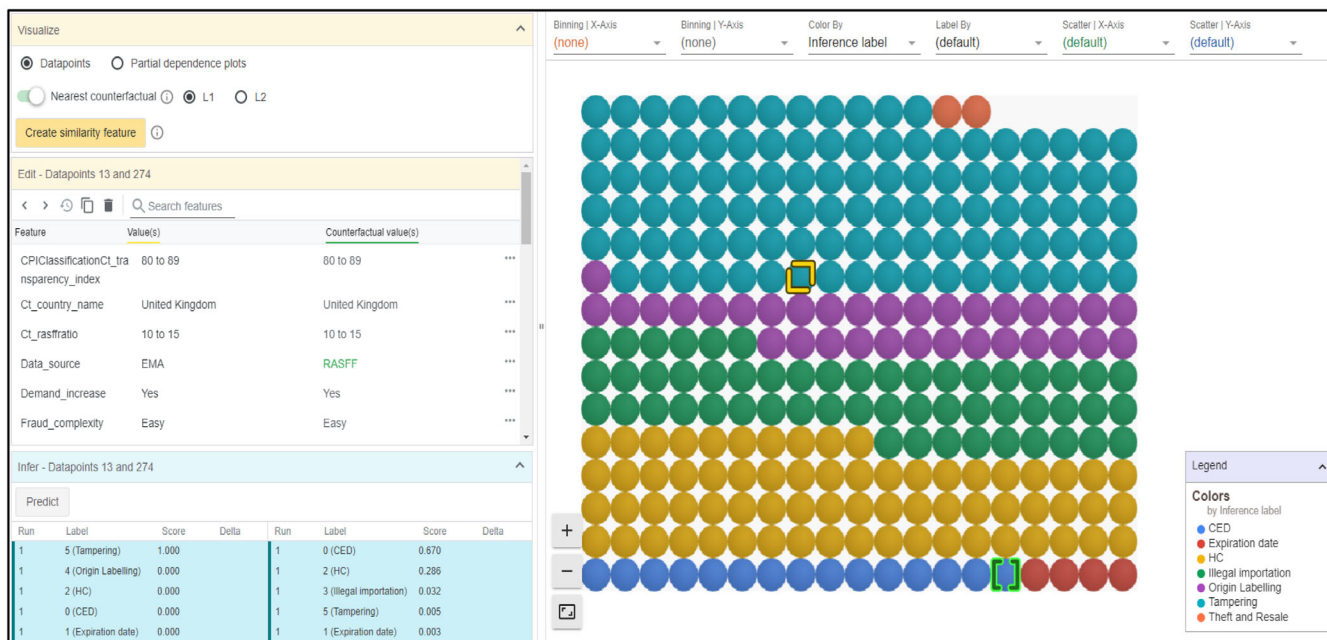 Visualize
Datapoints Partial dependence plots
Nearest counterfactual L1 L2
Create similarity feature
Edit - Datapoints 13 and 274
Search features
Feature Value(s) Counterfactual value(s)
CPIClassificationCt_tra 80 to 89 80 to 89
nsparency_index
Ct_country_name United Kingdom United Kingdom
Ct_rasffratio 10 to 15 10 to 15
Data_source EMA RASFF
Demand_increase Yes Yes
Fraud_complexity Easy Easy
Infer - Datapoints 13 and 274
Predict
Run Label Score Delta Run Label Score Delta
1 5 (Tampering) 1.000 1 0 (CED) 0.670
1 4 (Origin Labelling) 0.000 1 2 (HC) 0.286
1 2 (HC) 0.000 1 3 (Illegal importation) 0.032
1 0 (CED) 0.000 1 5 (Tampering) 0.005
1 1 (Expiration date) 0.000 1 1 (Expiration date) 0.003
Binning | X-Axis Binning | Y-Axis Color By Label By Scatter | X-Axis Scatter | Y-Axis
(none) (none) Inference label (default) (default) (default)
Legend
Colors
by Inference label
CED
Expiration date
HC
Illegal importation
Origin Labelling
Tampering
Theft and Resale